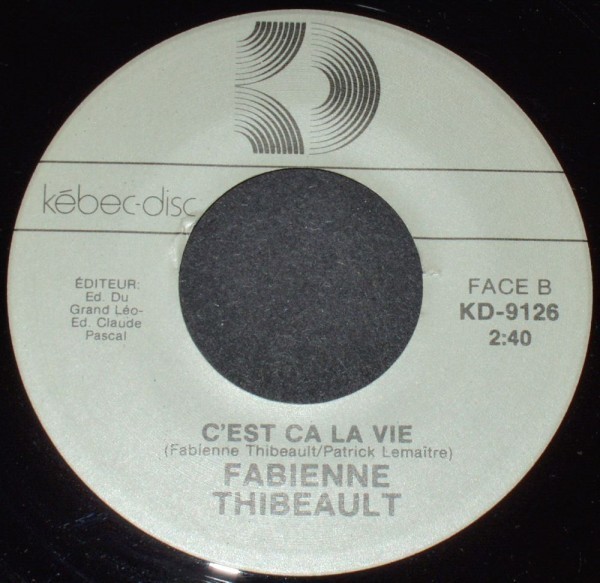 kébec-disc
ÉDITEUR:
Ed. Du
Grand Léo-
Ed. Claude
Pascal
FACE B
KD-9126
2:40
C'EST CA LA VIE
(Fabienne Thibeault/Patrick Lemaître)
FABIENNE
THIBEAULT